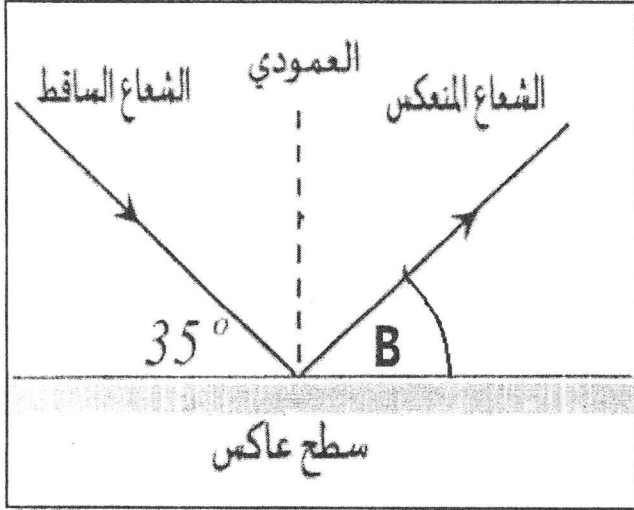 العمودي
الشعاع الساقط
الشعاع المنعكس
35°
B
سطح عاكس